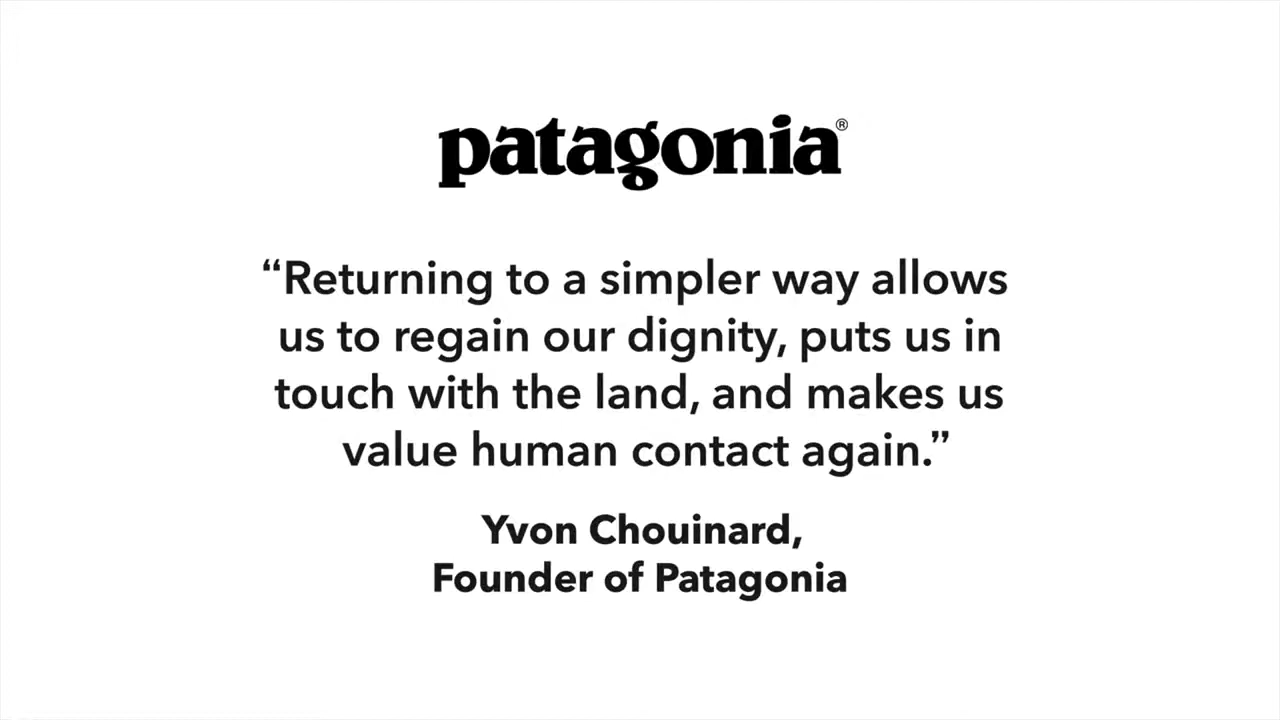 patagonia®
“Returning to a simpler way allows
us to regain our dignity, puts us in
touch with the land, and makes us
value human contact again.”
Yvon Chouinard,
Founder of Patagonia